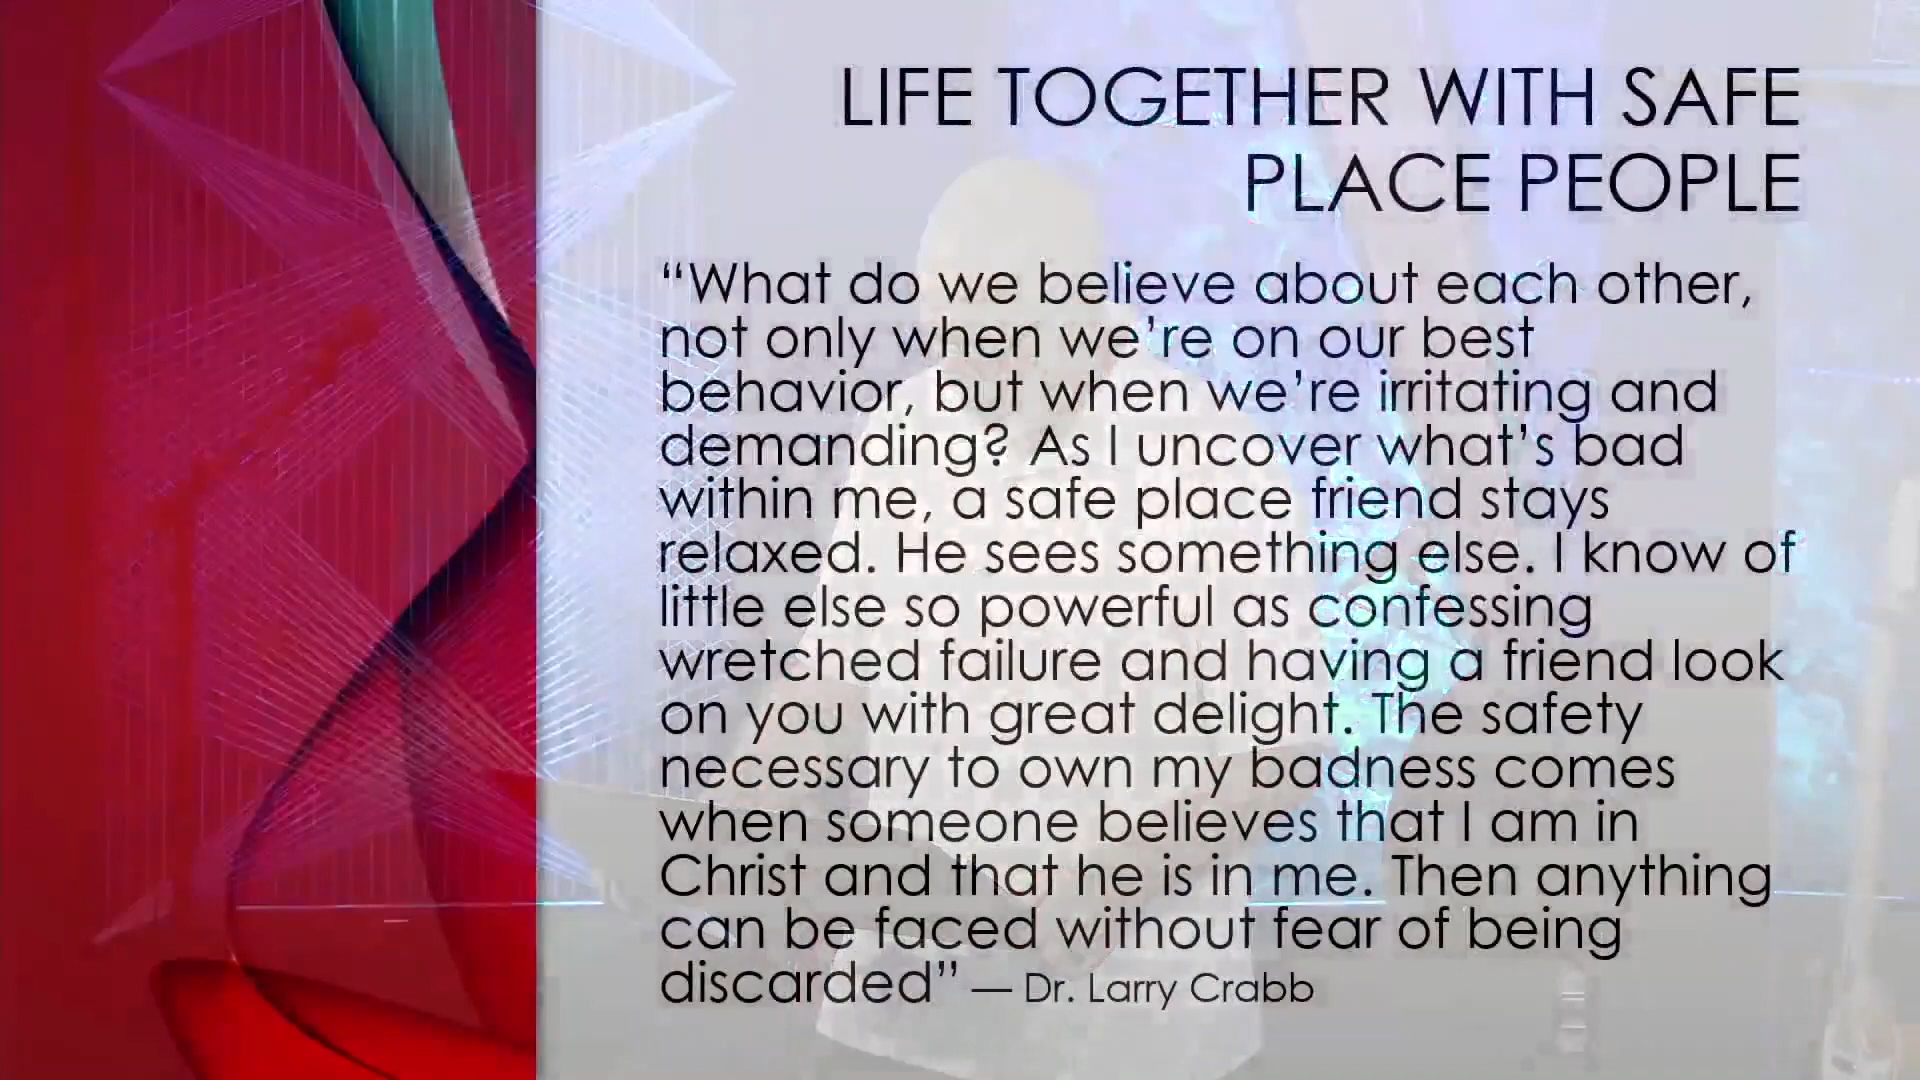 LIFE TOGETHER WITH SAFE
PLACE PEOPLE
“What do we believe about each other,
not only when we’re on our best
behavior, but when we’re irritating and
demanding? As I uncover what’s bad
within me, a safe place friend stays
relaxed. He sees something else. I know of
little else so powerful as confessing
wretched failure and having a friend look
on you with great delight. The safety
necessary to own my badness comes
when someone believes that I am in
Christ and that he is in me. Then anything
can be faced without fear of being
discarded” — Dr. Larry Crabb